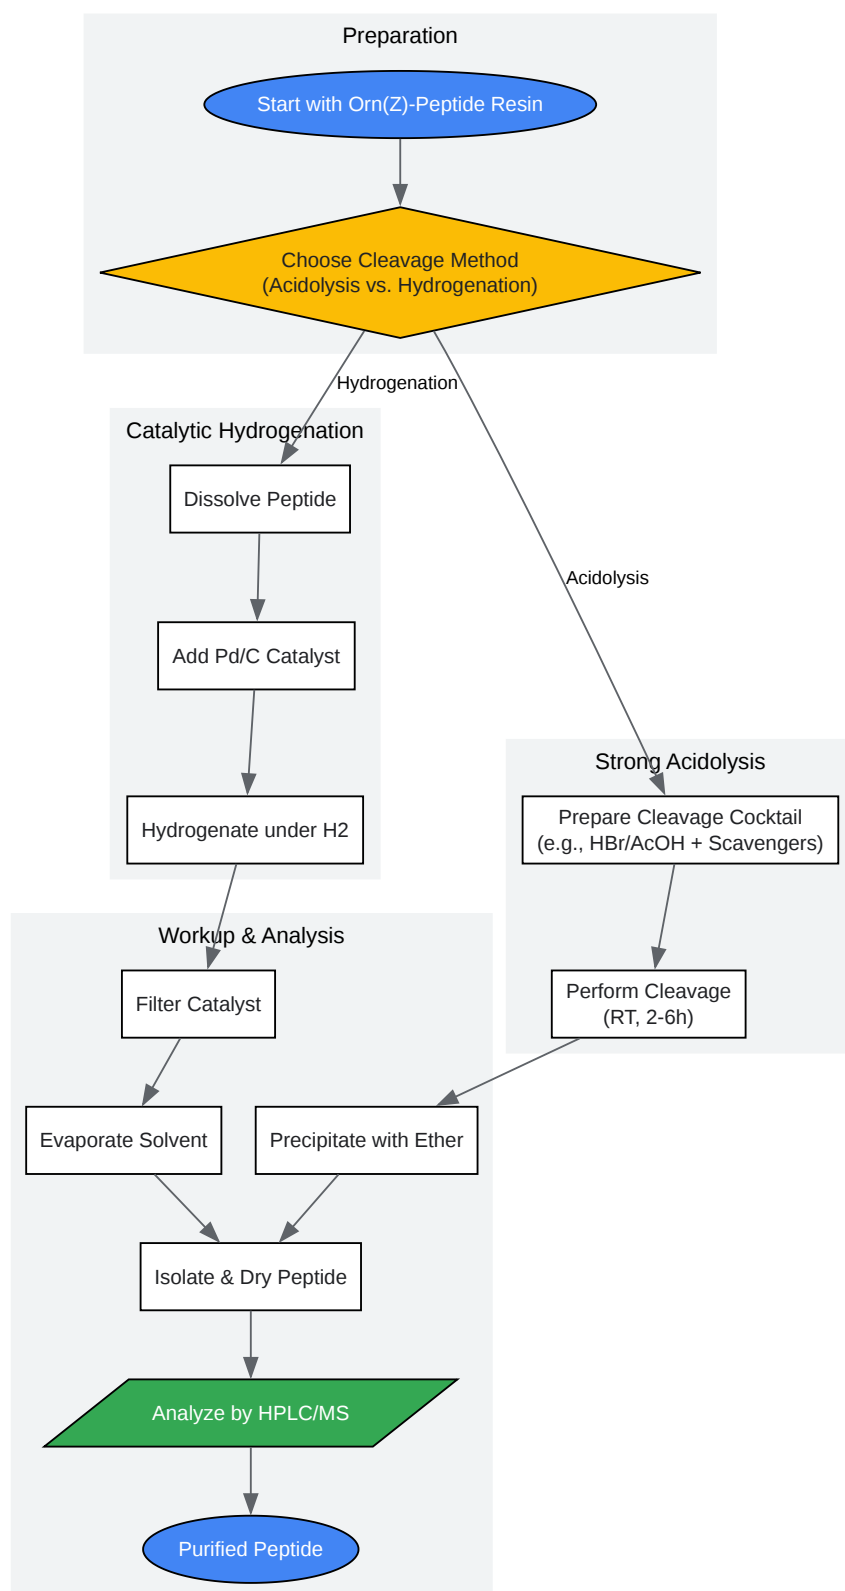 Preparation
Start with Orn(Z)-Peptide Resin
Choose Cleavage Method
(Acidolysis vs. Hydrogenation)
Hydrogenation
Catalytic Hydrogenation
Dissolve Peptide
Acidolysis
Add Pd/C Catalyst
Strong Acidolysis
Hydrogenate under H2
Prepare Cleavage Cocktail
(e.g., HBr/AcOH + Scavengers)
Workup & Analysis
Filter Catalyst
Perform Cleavage
(RT, 2-6h)
Evaporate Solvent
Precipitate with Ether
Isolate & Dry Peptide
Analyze by HPLC/MS
Purified Peptide